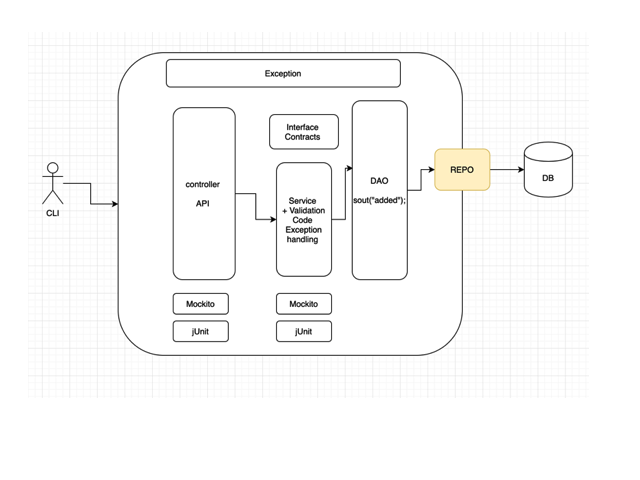 Exception
Interface
Contracts
controller
API
Service
+ Validation
Code
Exception
handling
DAO
sout("added");
REPO
DB
CLI
Mockito
Mockito
jUnit
jUnit